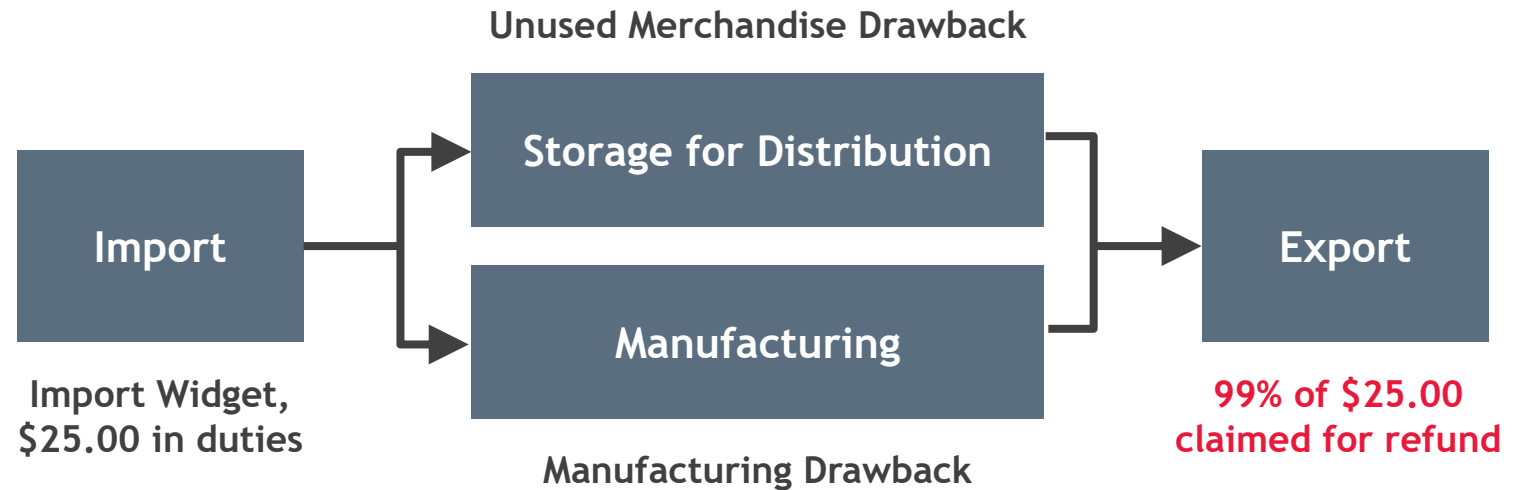 Unused Merchandise Drawback
Storage for Distribution
Import
Export
Manufacturing
Import Widget,
$25.00 in duties
99% of $25.00
claimed for refund
Manufacturing Drawback